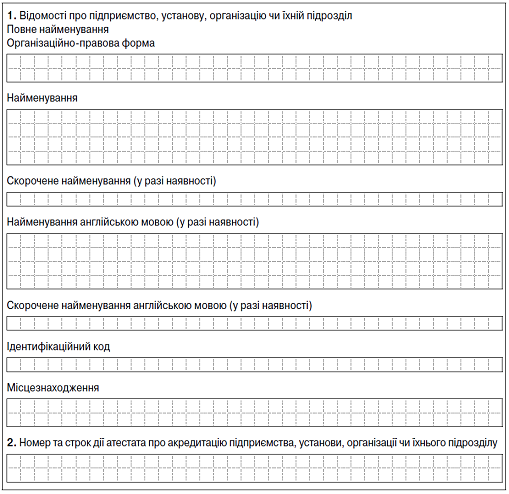 1. Відомості про підприємство, установу, організацію чи їхній підрозділ
Повне найменування
Організаційно-правова форма
Найменування
Скорочене найменування (у разі наявності)
Найменування англійською мовою (у разі наявності)
Скорочене найменування англійською мовою (у разі наявності)
Ідентифікаційний код
Місцезнаходження
2. Номер та строк дії атестата про акредитацію підприємства, установи, організації чи їхнього підрозділу